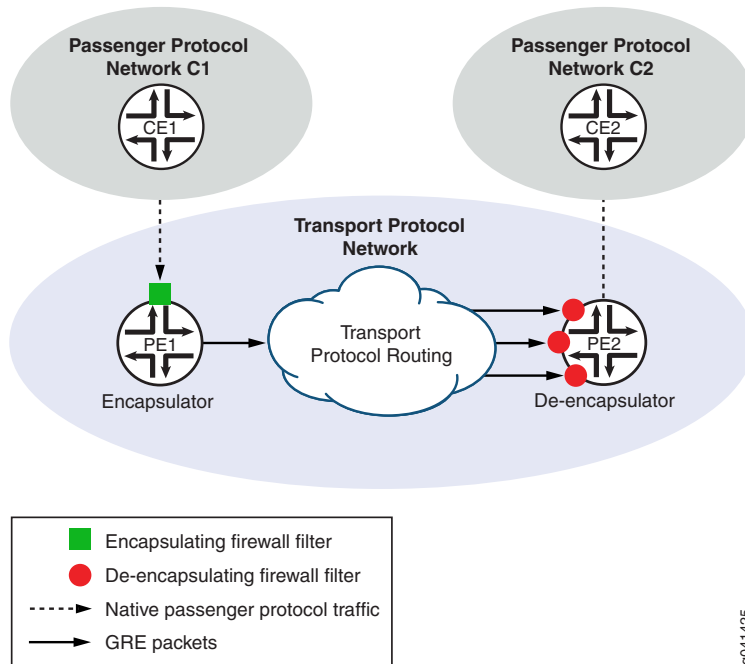 Passenger Protocol
Network C1
CE1
Passenger Protocol
Network C2
CE2
Transport Protocol
Network
PE1
Encapsulator
Transport
Protocol Routing
PE2
De-encapsulator
Encapsulating firewall filter
De-encapsulating firewall filter
Native passenger protocol traffic
GRE packets
g041425